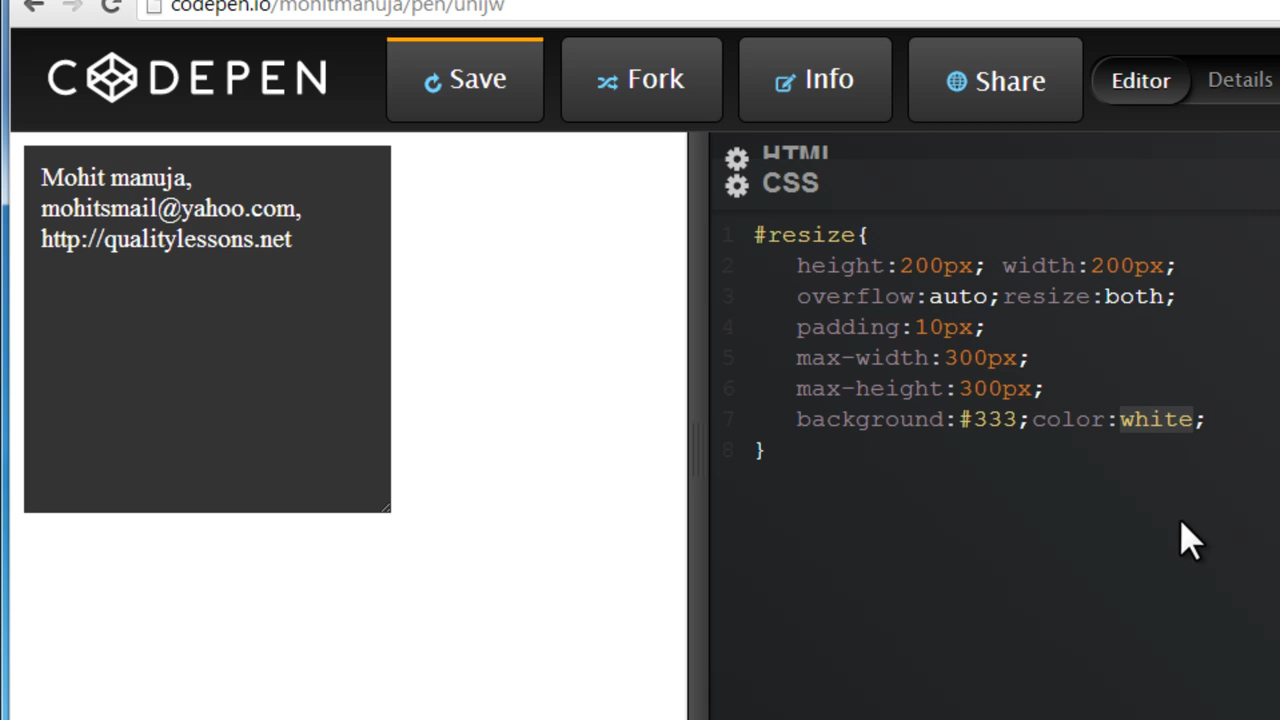 codepen.io/mohitmanuja/pen/unijw
CODEPEN
Save
Fork
Info
Share
Editor
Details
Mohit manuja,
mohitsmail@yahoo.com,
http://qualitylessons.net
HTML
CSS
1 #resize{
2 height:200px; width:200px;
3 overflow:auto;resize:both;
4 padding:10px;
5 max-width:300px;
6 max-height:300px;
7 background:#333;color:white;
8 }